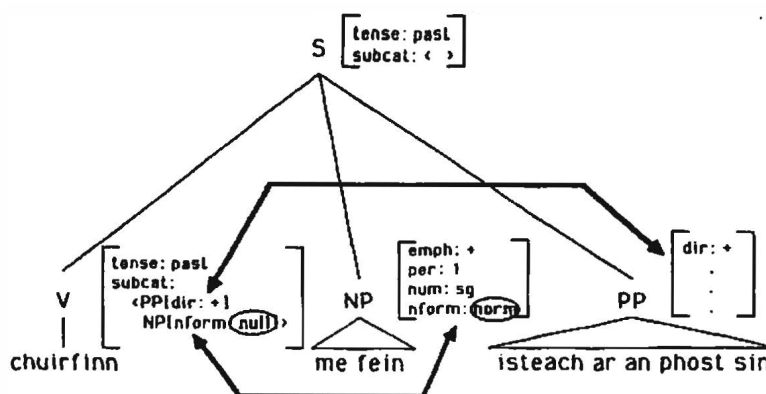 S
tense: past
subcat: < >
V
tense: past
subcat:
<PP[dir: +]
NP[nform null]>
NP
emph: +
per: 1
num: sg
nform: norm
PP
dir: +
.
.
.
chuirfinn
me fein
isteach ar an phost sin